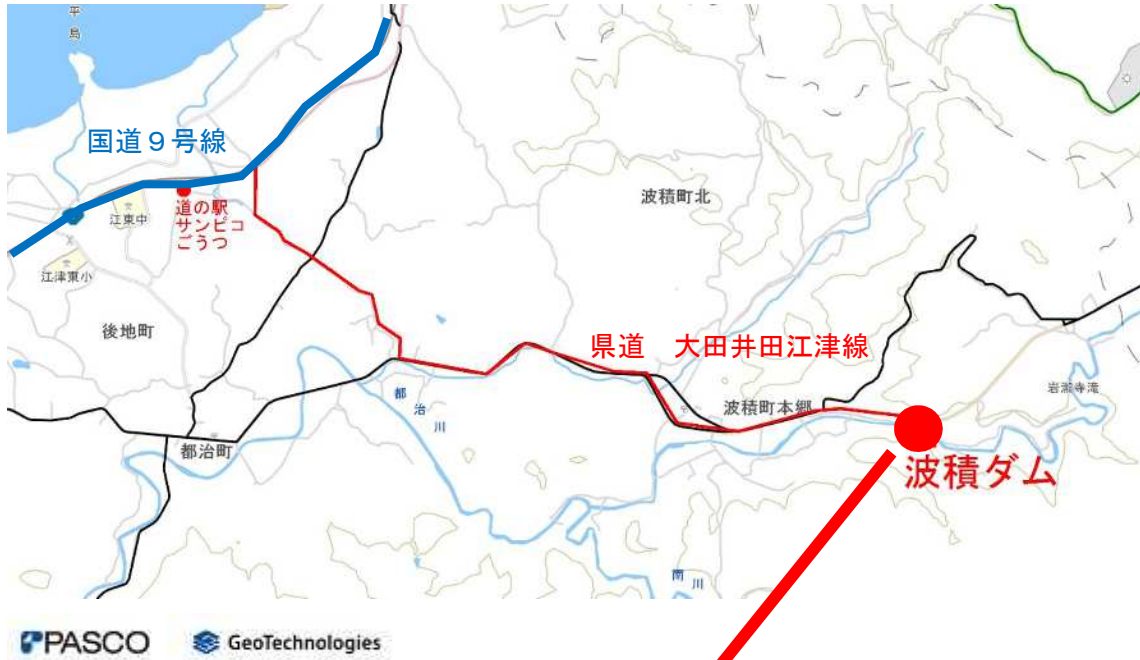 平
島
国道９号線
道の駅
サンピコ
ごうつ
江東中
江津東小
後地町
波積町北
県道　大田井田江津線
都
治
川
波積町本郷
岩瀧寺滝
都治町
波積ダム
南
川
PASCO
GeoTechnologies